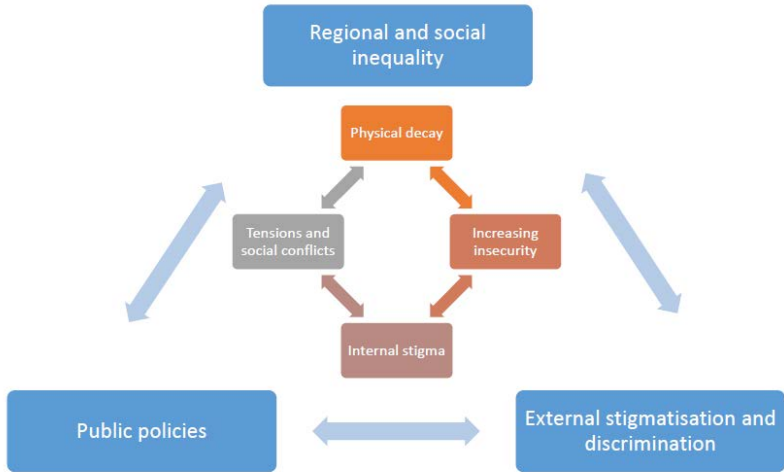 Regional and social
inequality
Physical decay
Tensions and
social conflicts
Increasing
insecurity
Internal stigma
Public policies
External stigmatisation and
discrimination